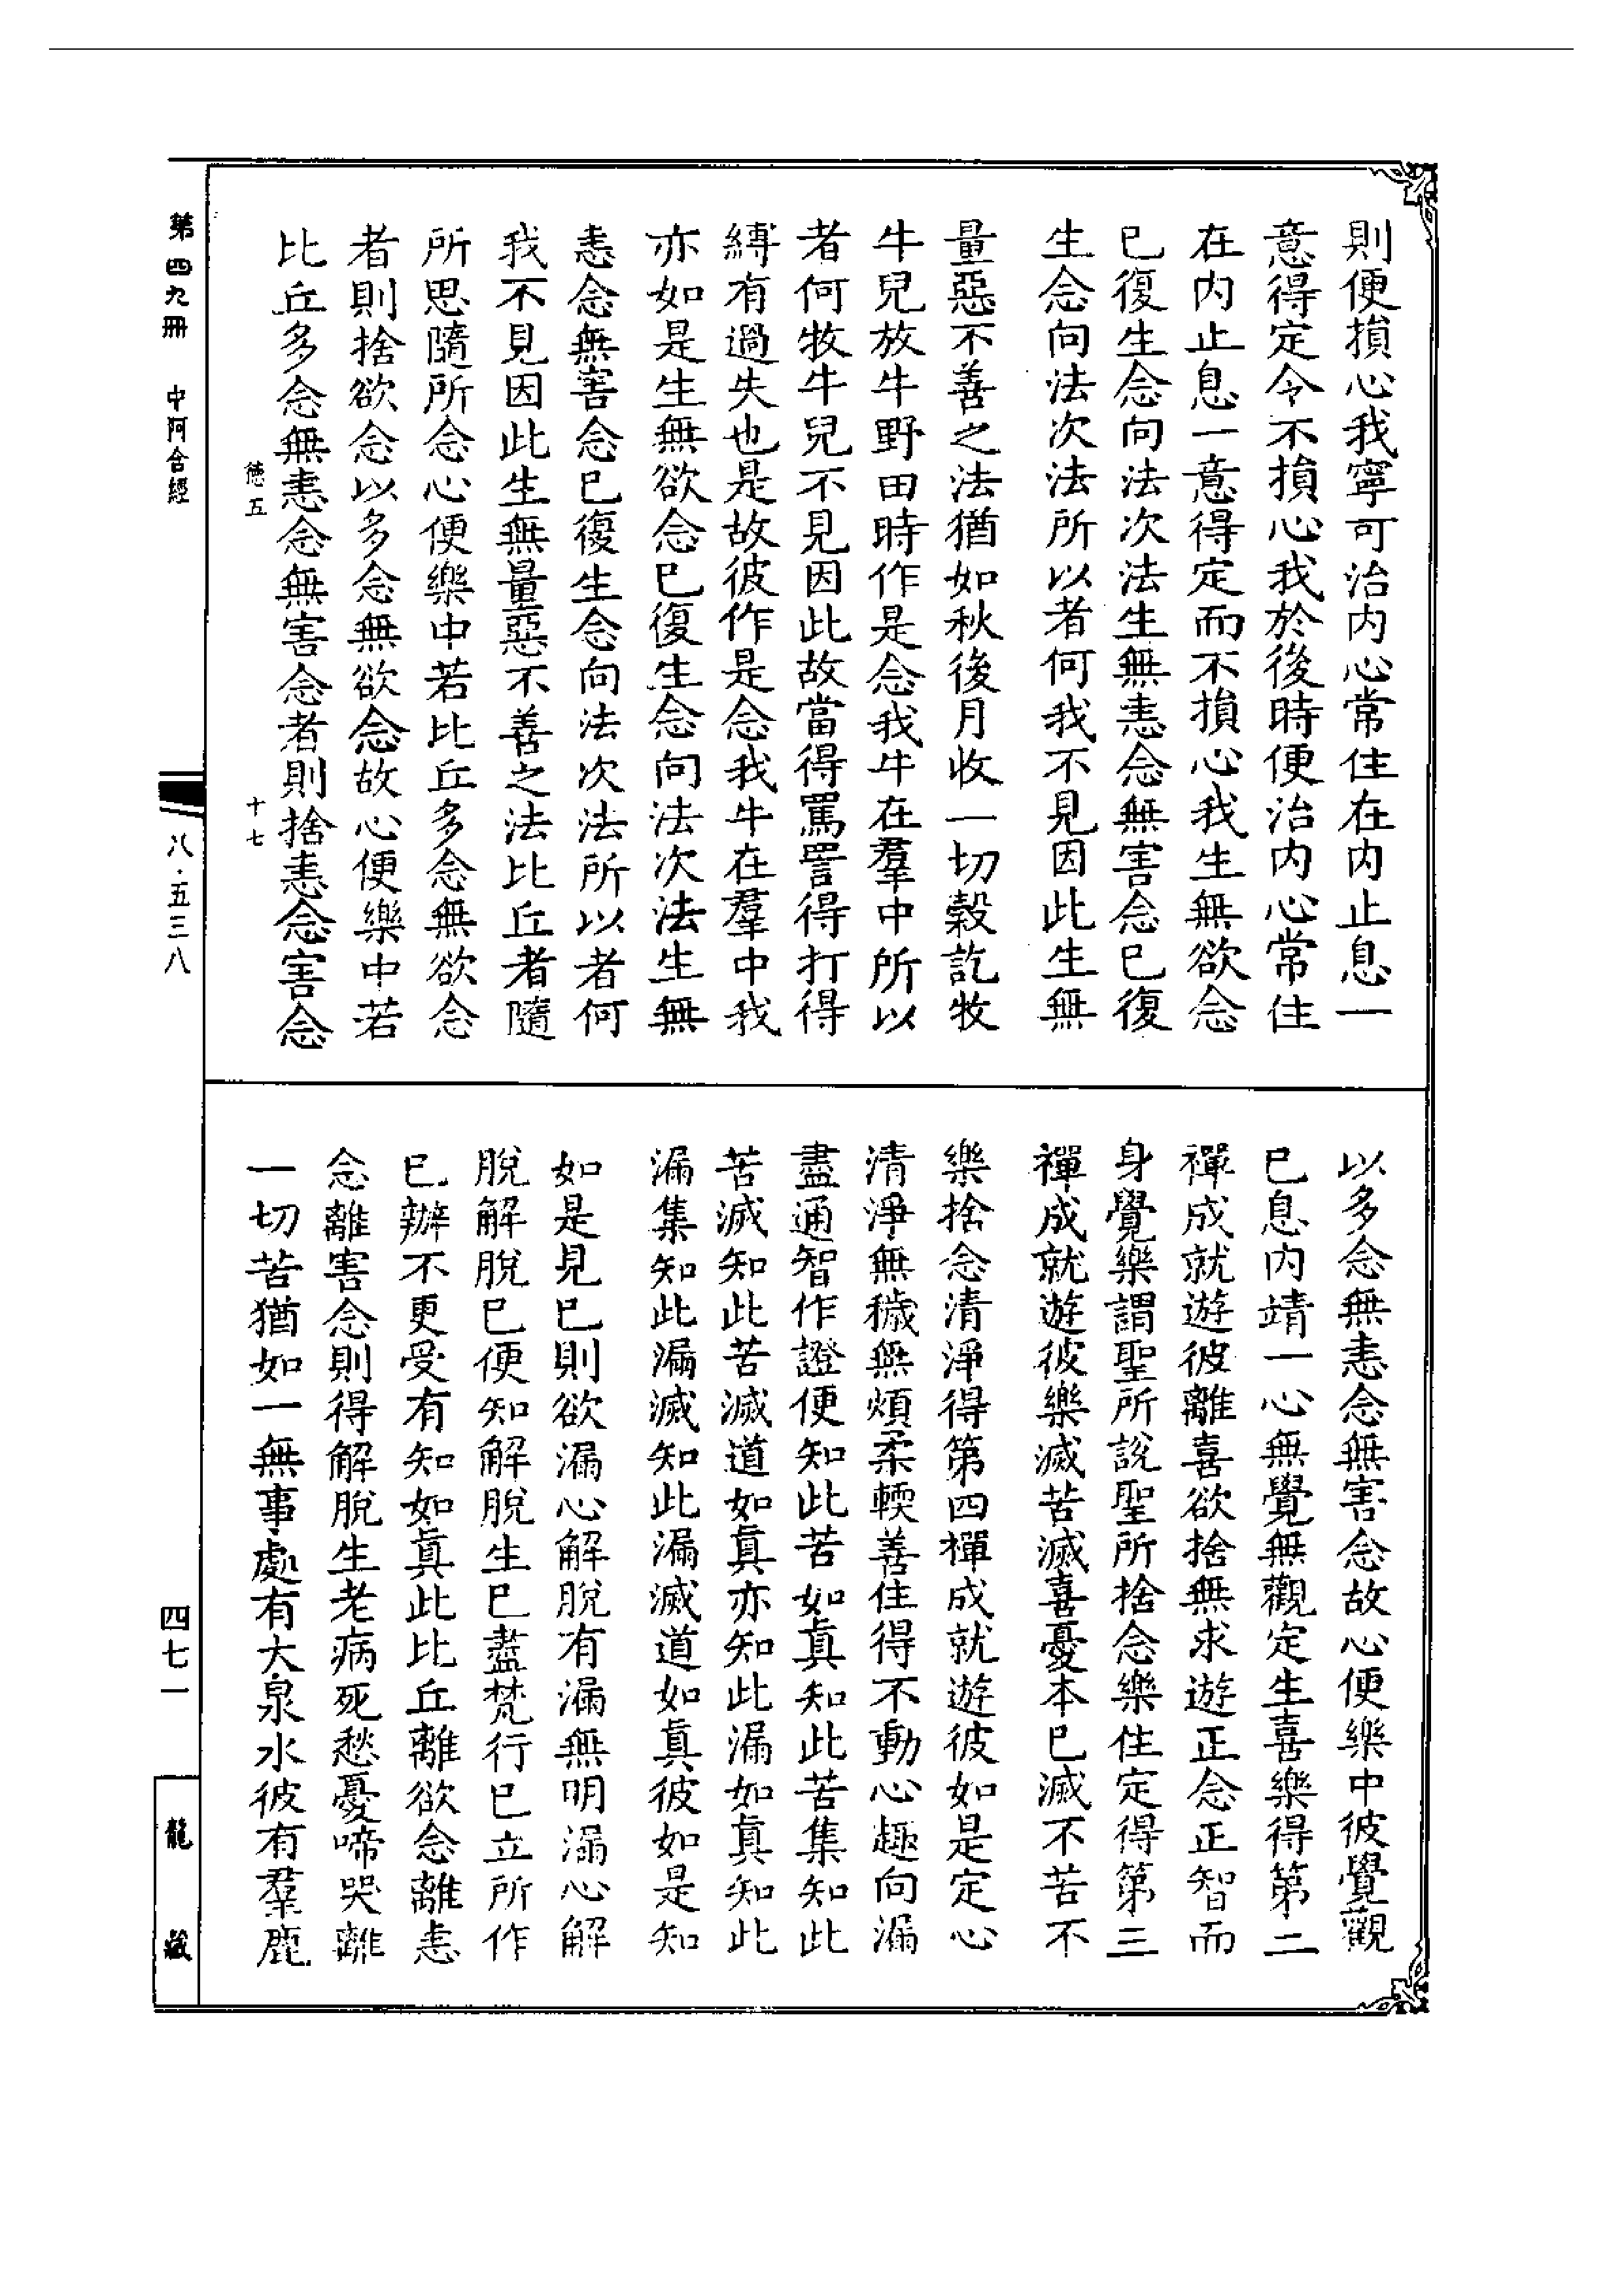 則便損心我寧可治内心常住在内止息一
意得定令不損心我於後時便治内心常住
在内止息一意得定而不損心我生無欲念
已復生念向法次法生無恚念無害念已復
生念向法次法所以者何我不見因此生無
量惡不善之法猶如秋後月收一切穀訖牧
牛兒放牛野田時作是念我牛在羣中所以
者何牧牛兒不見因此故當得罵詈得打得
縛有過失也是故彼作是念我牛在羣中我
亦如是生無欲念已復生念向法次法生無
恚念無害念已復生念向法次法所以者何
我不見因此生無量惡不善之法比丘者隨
所思隨所念心便樂中若比丘多念無欲念
者則捨欲念以多念無欲念故心便樂中若
比丘多念無恚念無害念者則捨恚念害念
德五
十七
以多念無恚念無害念故心便樂中彼覺觀
已息内靖一心無覺無觀定生喜樂得第二
禪成就遊彼離喜欲捨無求遊正念正智而
身覺樂謂聖所說聖所捨念樂住定得第三
禪成就遊彼樂滅苦滅喜憂本已滅不苦不
樂捨念清淨得第四禪成就遊彼如是定心
清淨無穢無煩柔輭善住得不動心趣向漏
盡通智作證便知此苦如真知此苦集知此
苦滅知此苦滅道如真亦知此漏如真知此
漏集知此漏滅知此漏滅道如真彼如是知
如是見已則欲漏心解脫有漏無明漏心解
脫解脫已便知解脫生已盡梵行已立所作
已辦不更受有知如真此比丘離欲念離恚
念離害念則得解脫生老病死愁憂啼哭離
一切苦猶如一無事處有大泉水彼有羣鹿
第四九冊
中阿含經
八·五三八
四七一
龍藏